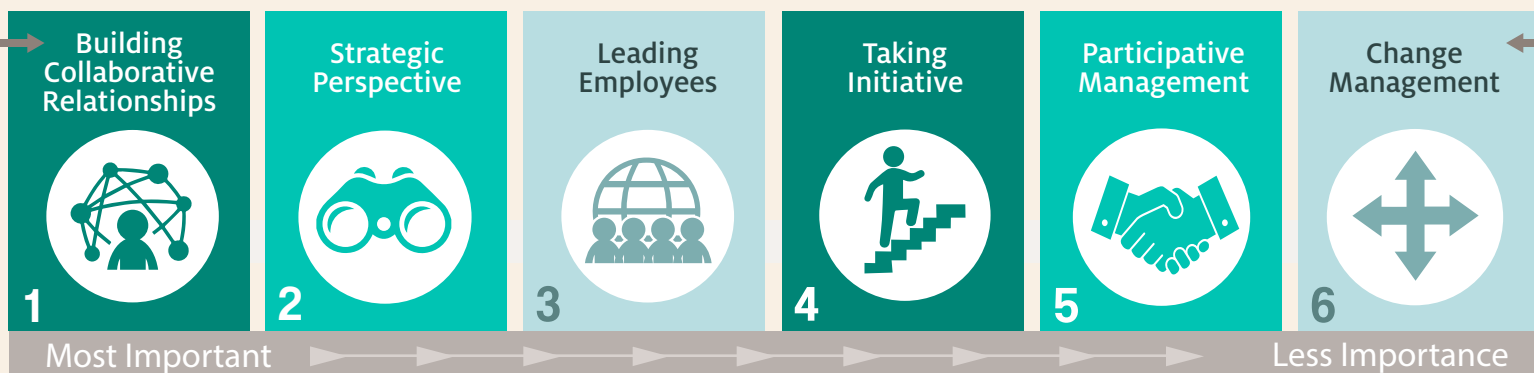 Building
Collaborative
Relationships
1
Strategic
Perspective
2
Leading
Employees
3
Taking
Initiative
4
Participative
Management
5
Change
Management
6
Most Important
Less Importance